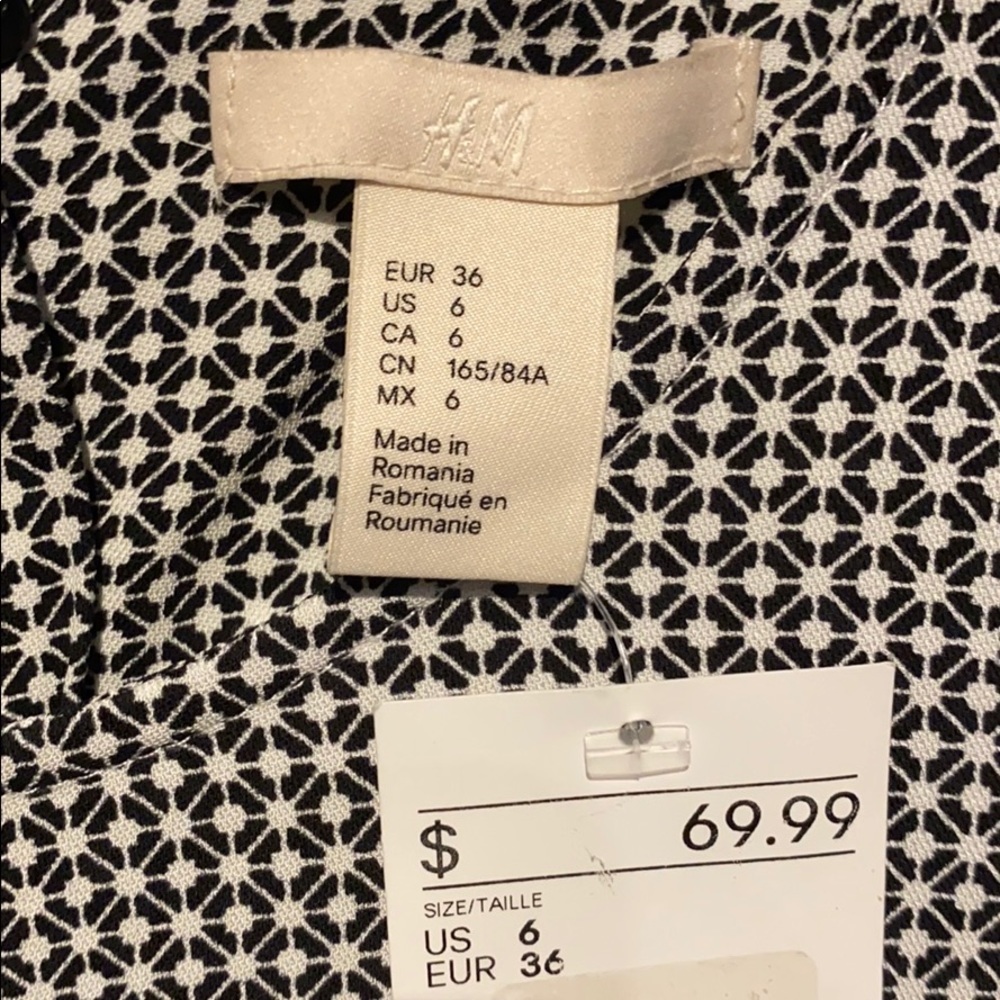 H&M
EUR 36
US 6
CA 6
CN 165/84A
MX 6
Made in
Romania
Fabriqué en
Roumanie
$ 69.99
SIZE/TAILLE
US 6
EUR 36